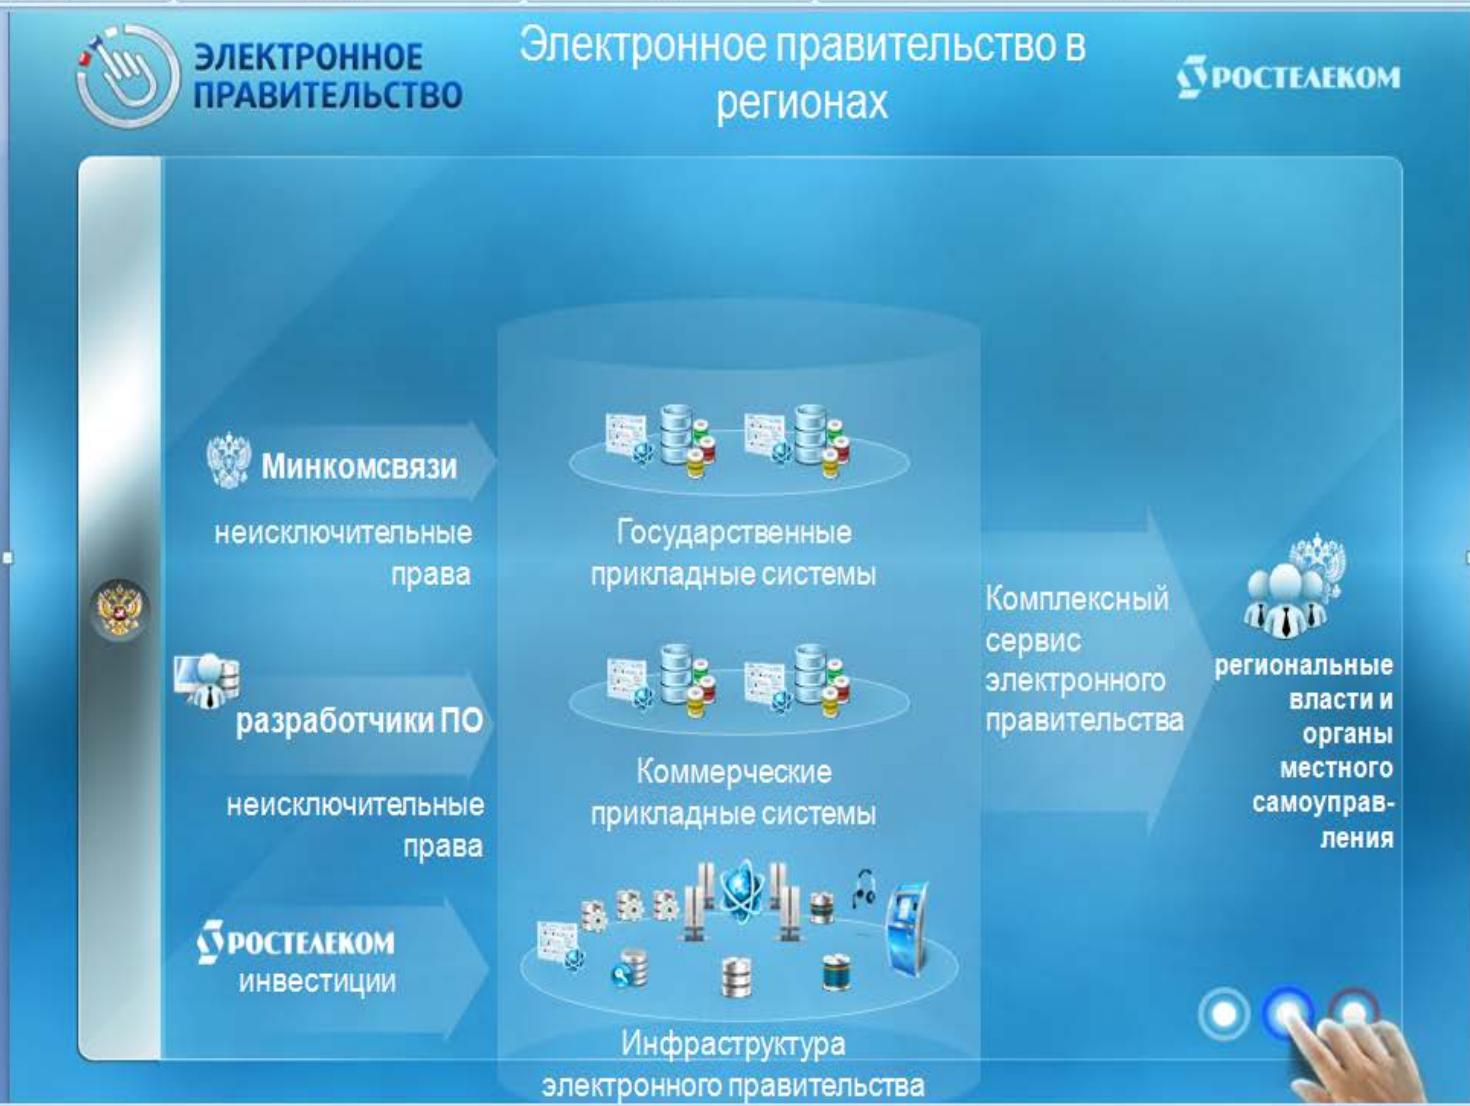 ЭЛЕКТРОННОЕ
ПРАВИТЕЛЬСТВО
Электронное правительство в
регионах
РОСТЕЛЕКОМ
Минкомсвязи
неисключительные
права
Государственные
прикладные системы
разработчики ПО
неисключительные
права
Коммерческие
прикладные системы
РОСТЕЛЕКОМ
инвестиции
Инфраструктура
электронного правительства
Комплексный
сервис
электронного
правительства
региональные
власти и
органы
местного
самоуправ-
ления